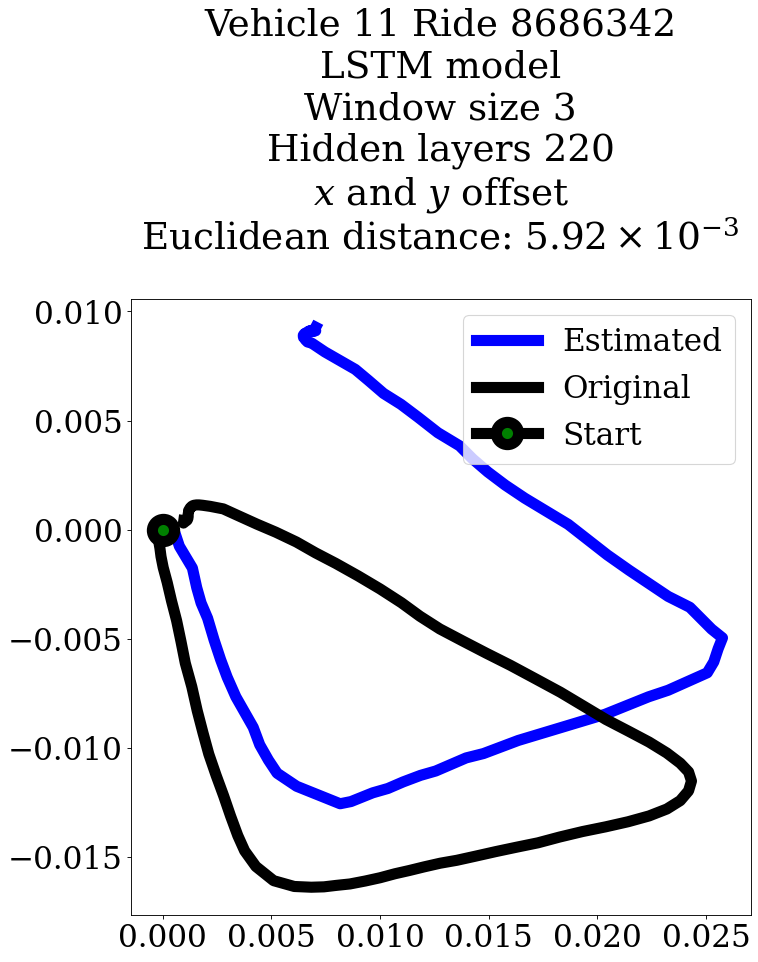 Vehicle 11 Ride 8686342
LSTM model
Window size 3
Hidden layers 220
x and y offset
Euclidean distance: 5.92 × 10⁻³
0.010
0.005
0.000
−0.005
−0.010
−0.015
Estimated
Original
Start
0.000 0.005 0.010 0.015 0.020 0.025